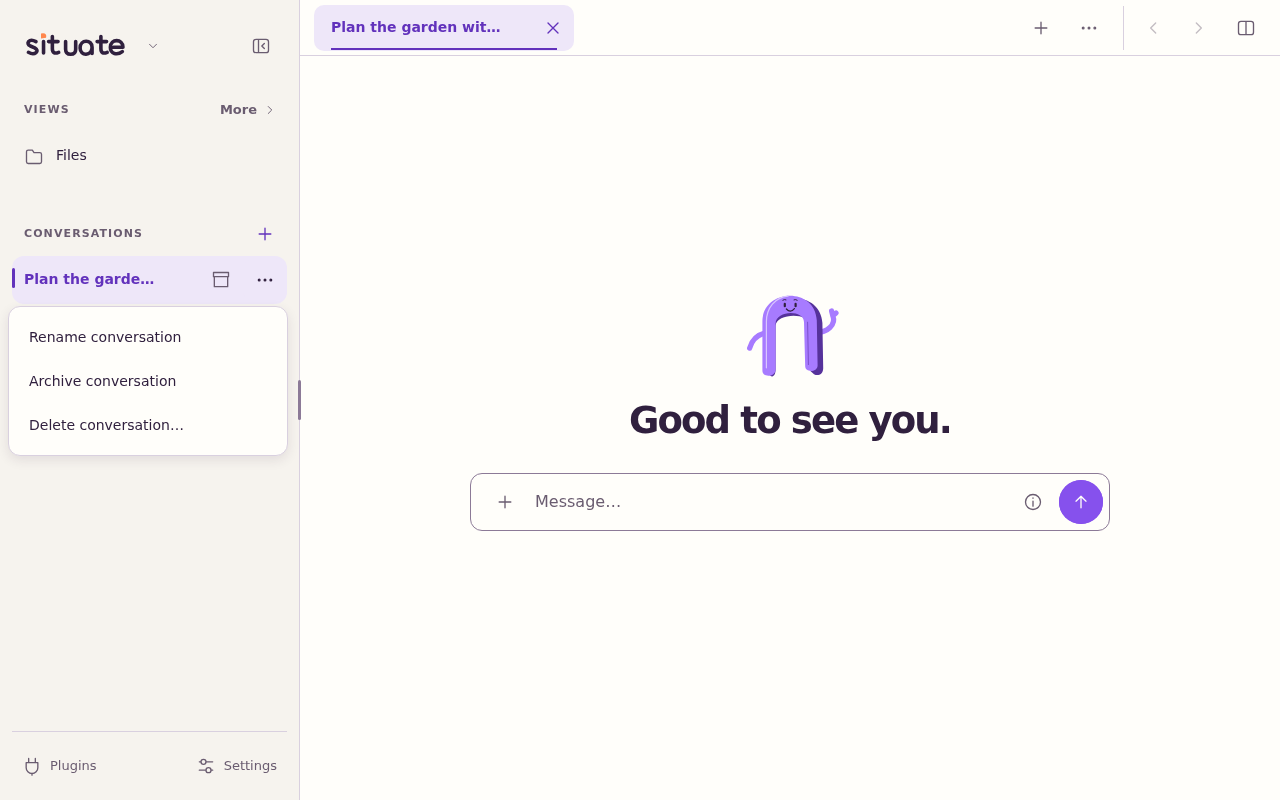 situate
VIEWS
More
Files
CONVERSATIONS
Plan the garde…
Rename conversation
Archive conversation
Delete conversation…
Plugins
Settings
Plan the garden wit…
Good to see you.
Message…